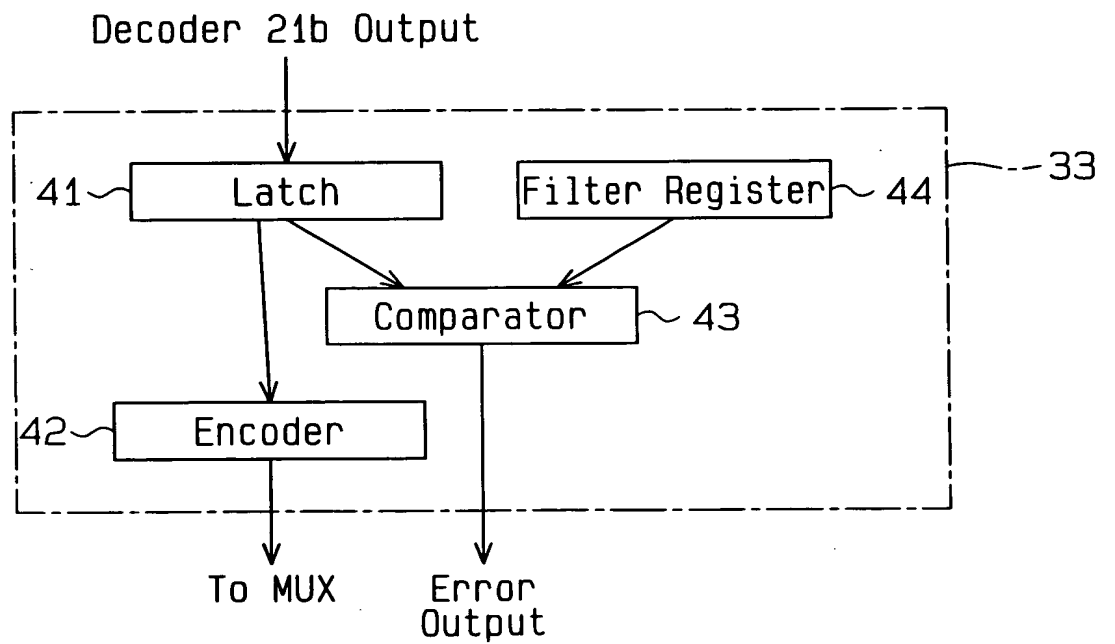 Decoder 21b Output
33
41
Latch
Filter Register
44
Comparator
43
42
Encoder
To MUX
Error
Output